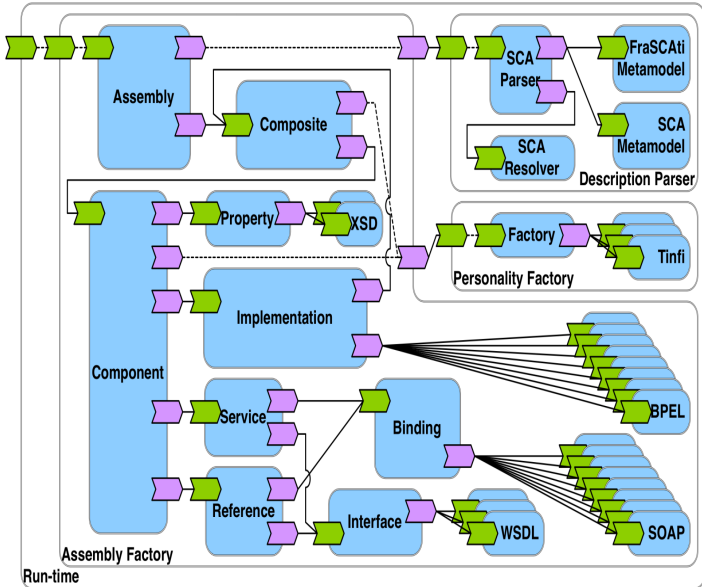 Assembly
Composite
SCA
Parser
FraSCAti
Metamodel
SCA
Metamodel
SCA
Resolver
Description Parser
Property
XSD
Factory
Tinfi
Personality Factory
Implementation
Component
BPEL
Service
Binding
Reference
Interface
WSDL
SOAP
Assembly Factory
Run-time